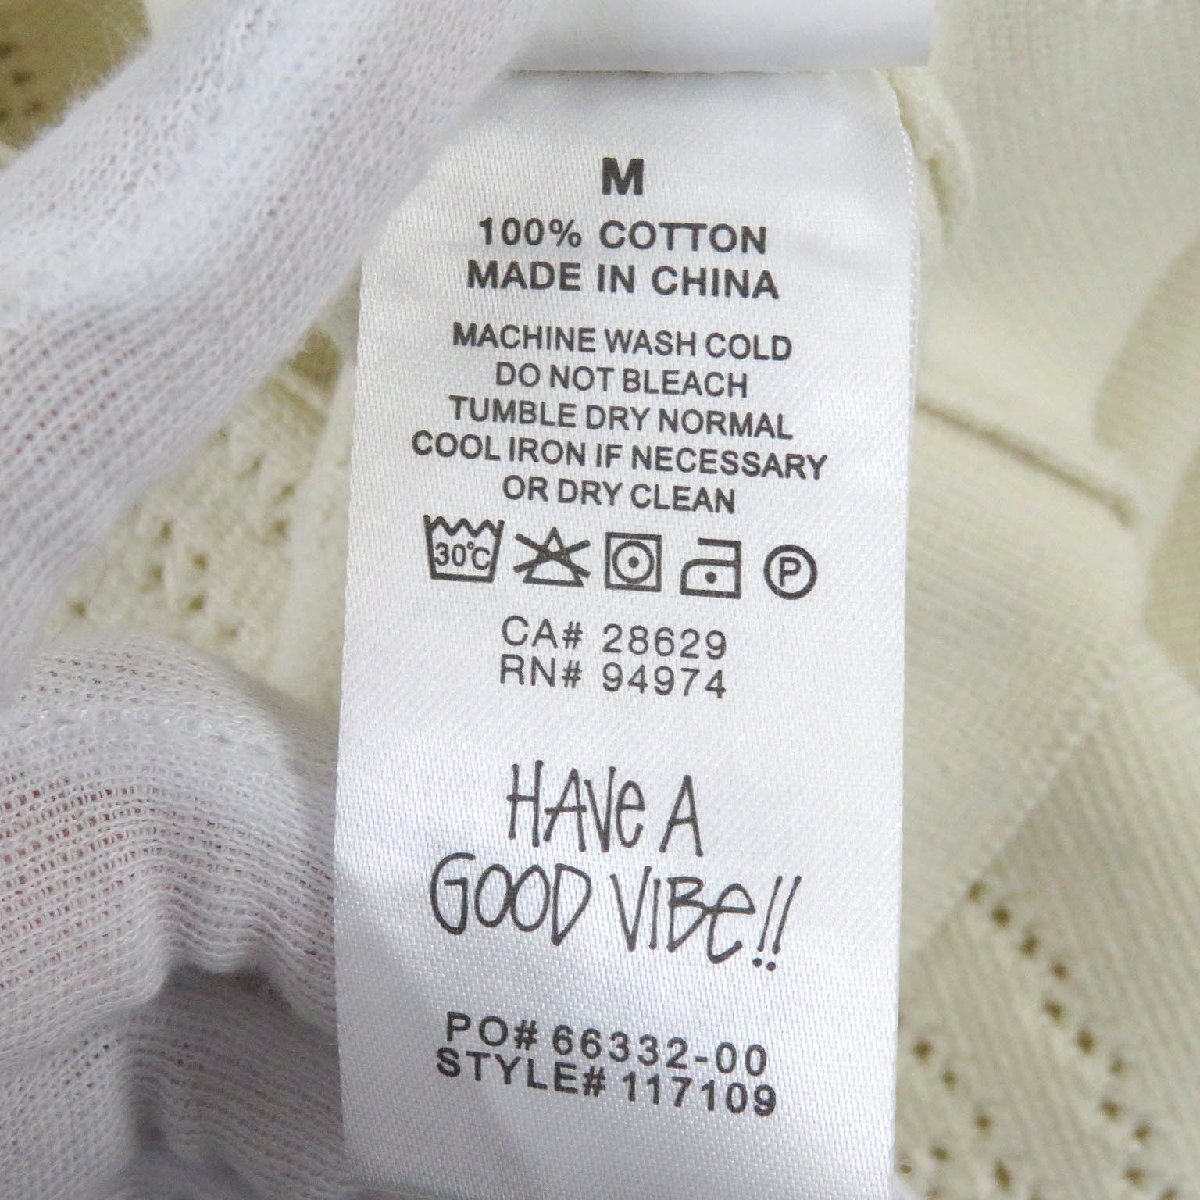 M
100% COTTON
MADE IN CHINA
MACHINE WASH COLD
DO NOT BLEACH
TUMBLE DRY NORMAL
COOL IRON IF NECESSARY
OR DRY CLEAN
30°C P
CA# 28629
RN# 94974
HAVe A
GOOD VIBe!!
PO# 66332-00
STYLE# 117109